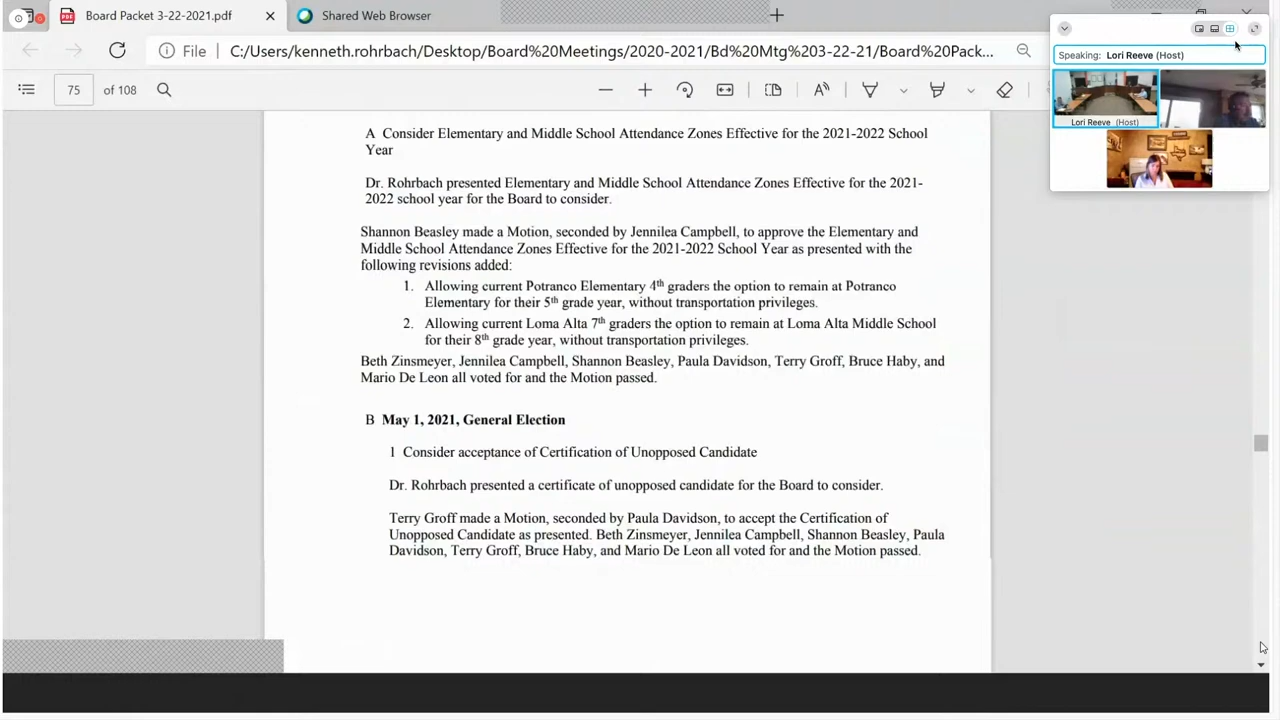 Board Packet 3-22-2021.pdf
Shared Web Browser
File
C:/Users/kenneth.rohrbach/Desktop/Board%20Meetings/2020-2021/Bd%20Mtg%203-22-21/Board%20Pack...
75 of 108
Speaking: Lori Reeve (Host)
Lori Reeve (Host)
A Consider Elementary and Middle School Attendance Zones Effective for the 2021-2022 School
Year
Dr. Rohrbach presented Elementary and Middle School Attendance Zones Effective for the 2021-
2022 school year for the Board to consider.
Shannon Beasley made a Motion, seconded by Jennilea Campbell, to approve the Elementary and
Middle School Attendance Zones Effective for the 2021-2022 School Year as presented with the
following revisions added:
1. Allowing current Potranco Elementary 4th graders the option to remain at Potranco
Elementary for their 5th grade year, without transportation privileges.
2. Allowing current Loma Alta 7th graders the option to remain at Loma Alta Middle School
for their 8th grade year, without transportation privileges.
Beth Zinsmeyer, Jennilea Campbell, Shannon Beasley, Paula Davidson, Terry Groff, Bruce Haby, and
Mario De Leon all voted for and the Motion passed.
B May 1, 2021, General Election
1 Consider acceptance of Certification of Unopposed Candidate
Dr. Rohrbach presented a certificate of unopposed candidate for the Board to consider.
Terry Groff made a Motion, seconded by Paula Davidson, to accept the Certification of
Unopposed Candidate as presented. Beth Zinsmeyer, Jennilea Campbell, Shannon Beasley, Paula
Davidson, Terry Groff, Bruce Haby, and Mario De Leon all voted for and the Motion passed.